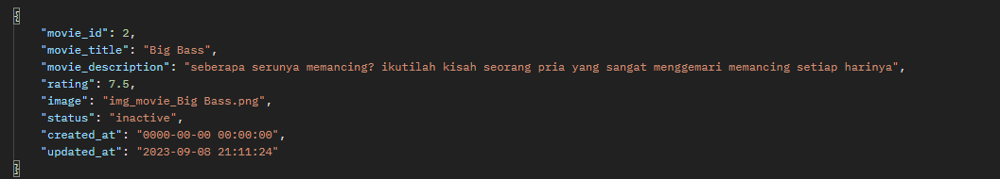 {
"movie_id": 2,
"movie_title": "Big Bass",
"movie_description": "seberapa serunya memancing? ikutilah kisah seorang pria yang sangat menggemari memancing setiap harinya",
"rating": 7.5,
"image": "img_movie_Big Bass.png",
"status": "inactive",
"created_at": "0000-00-00 00:00:00",
"updated_at": "2023-09-08 21:11:24"
}